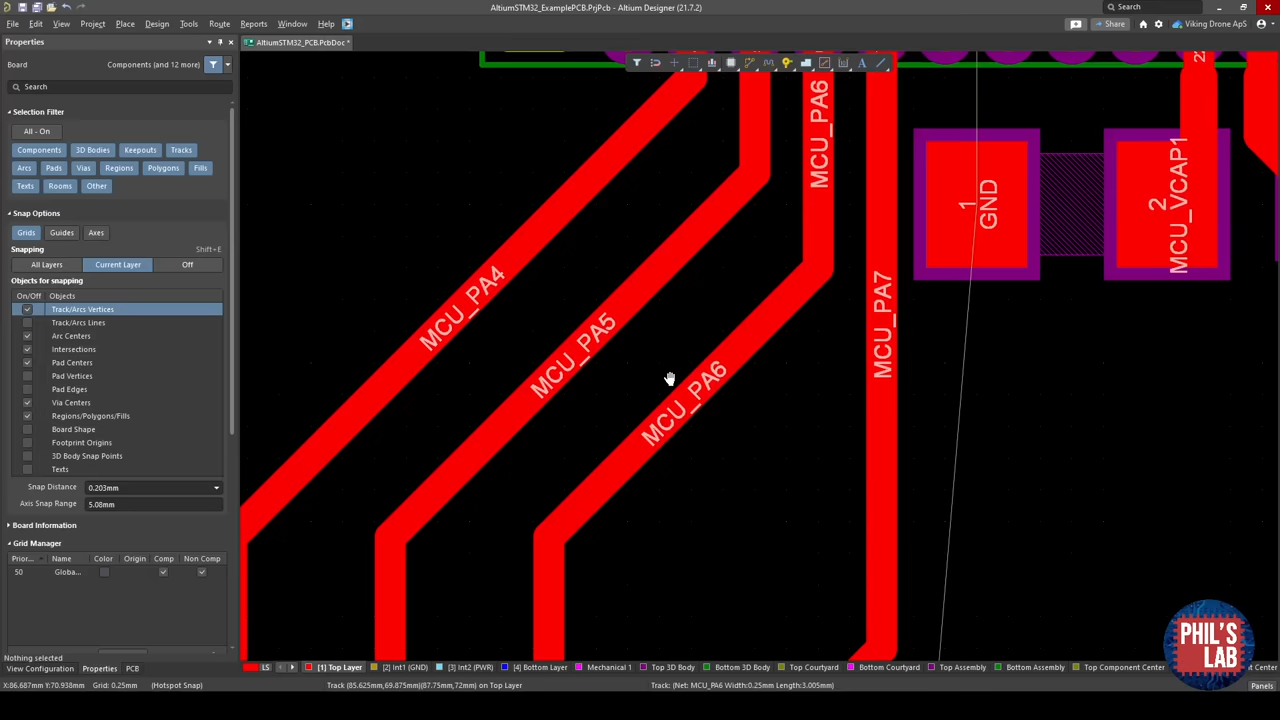 AltiumSTM32_ExamplePCB.PrjPcb - Altium Designer (21.7.2)
Search
File Edit View Project Place Design Tools Route Reports Window Help
Share
Viking Drone ApS
Properties
AltiumSTM32_PCB.PcbDoc *
Board
Components (and 12 more)
Search
Selection Filter
All - On
Components 3D Bodies Keepouts Tracks
Arcs Pads Vias Regions Polygons Fills
Texts Rooms Other
Snap Options
Grids Guides Axes
Snapping
Shift+E
All Layers Current Layer Off
Objects for snapping
On/Off Objects
Track/Arcs Vertices
Track/Arcs Lines
Arc Centers
Intersections
Pad Centers
Pad Vertices
Pad Edges
Via Centers
Regions/Polygons/Fills
Board Shape
Footprint Origins
3D Body Snap Points
Texts
Snap Distance 0.203mm
Axis Snap Range 5.08mm
Board Information
Grid Manager
Prior... Name Color Origin Comp Non Comp
50 Globa...
Nothing selected
View Configuration Properties PCB
MCU_PA4
MCU_PA5
MCU_PA6
MCU_PA6
MCU_PA7
1
GND
2
MCU_VCAP1
22
PHIL'S
LAB
LS [1] Top Layer [2] Int1 (GND) [3] Int2 (PWR) [4] Bottom Layer Mechanical 1 Top 3D Body Bottom 3D Body Top Courtyard Bottom Courtyard Top Assembly Bottom Assembly Top Component Center
X:86.687mm Y:70.938mm Grid: 0.25mm (Hotspot Snap) Track (85.625mm,69.875mm)(87.75mm,72mm) on Top Layer Track: (Net: MCU_PA6 Width:0.25mm Length:3.005mm) Panels